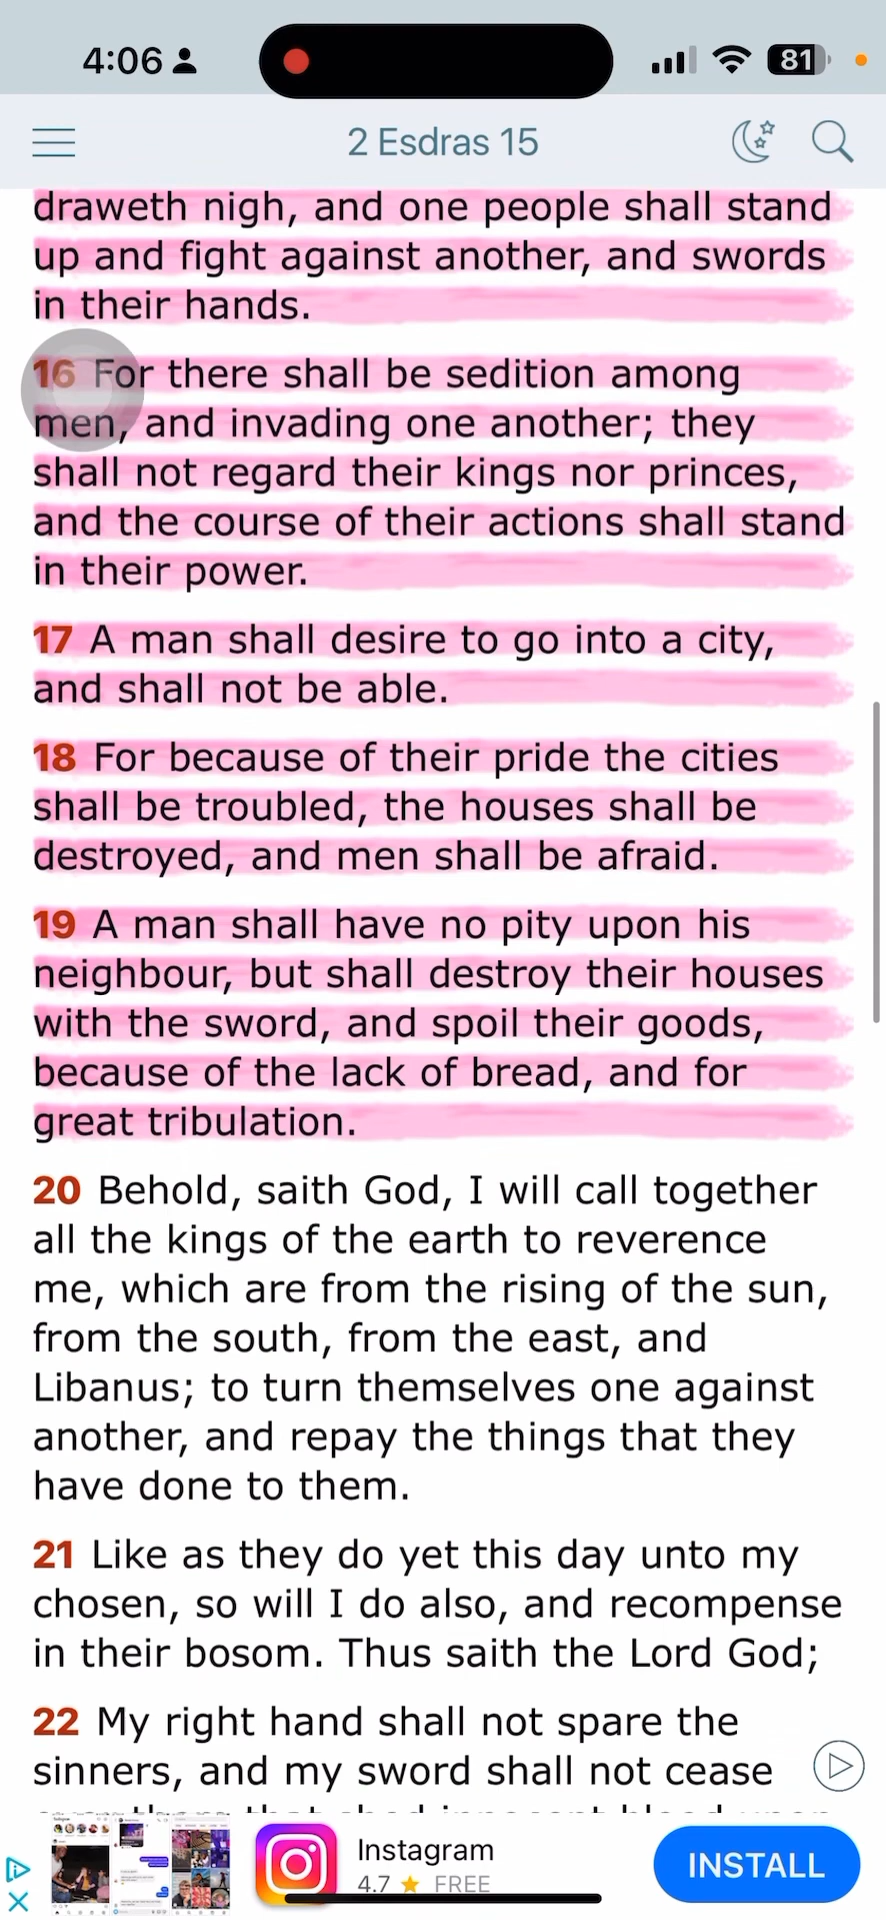 4:06
81
2 Esdras 15
draweth nigh, and one people shall stand
up and fight against another, and swords
in their hands.
16 For there shall be sedition among
men, and invading one another; they
shall not regard their kings nor princes,
and the course of their actions shall stand
in their power.
17 A man shall desire to go into a city,
and shall not be able.
18 For because of their pride the cities
shall be troubled, the houses shall be
destroyed, and men shall be afraid.
19 A man shall have no pity upon his
neighbour, but shall destroy their houses
with the sword, and spoil their goods,
because of the lack of bread, and for
great tribulation.
20 Behold, saith God, I will call together
all the kings of the earth to reverence
me, which are from the rising of the sun,
from the south, from the east, and
Libanus; to turn themselves one against
another, and repay the things that they
have done to them.
21 Like as they do yet this day unto my
chosen, so will I do also, and recompense
in their bosom. Thus saith the Lord God;
22 My right hand shall not spare the
sinners, and my sword shall not cease
Instagram
4.7 ★ FREE
INSTALL